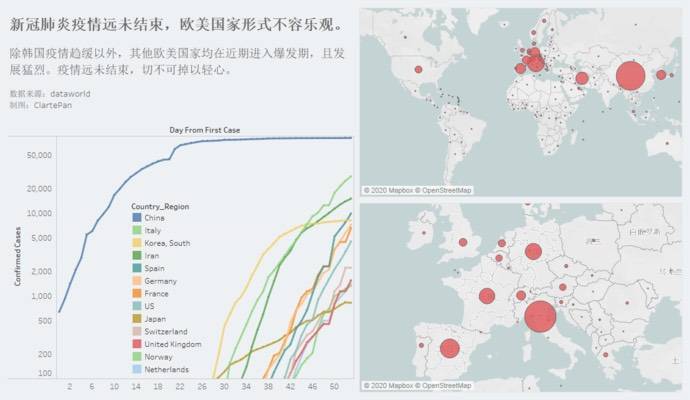 新冠肺炎疫情远未结束，欧美国家形式不容乐观。
除韩国疫情趋缓以外，其他欧美国家均在近期进入爆发期，且发
展猛烈。疫情远未结束，切不可掉以轻心。
数据来源：dataworld
制图：ClartePan
Day From First Case
Confirmed Cases
50,000
20,000
10,000
5,000
2,000
1,000
500
200
100
2 6 10 14 18 22 26 30 34 38 42 46 50
Country_Region
China
Italy
Korea, South
Iran
Spain
Germany
France
US
Japan
Switzerland
United Kingdom
Norway
Netherlands
© 2020 Mapbox © OpenStreetMap
© 2020 Mapbox © OpenStreetMap